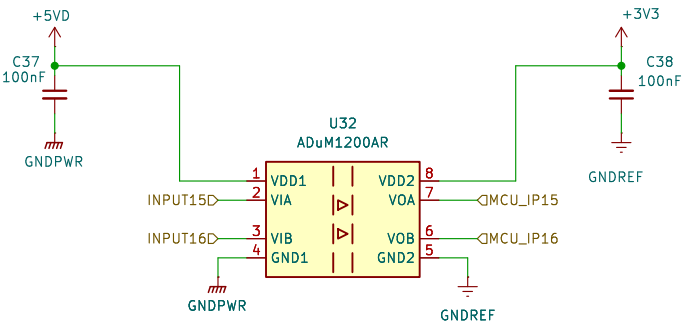 +5VD
+3V3
C37
100nF
C38
100nF
GNDPWR
GNDREF
U32
ADuM1200AR
1
VDD1
VDD2
8
INPUT15
2
VIA
VOA
7
MCU_IP15
INPUT16
3
VIB
VOB
6
MCU_IP16
4
GND1
GND2
5
GNDPWR
GNDREF